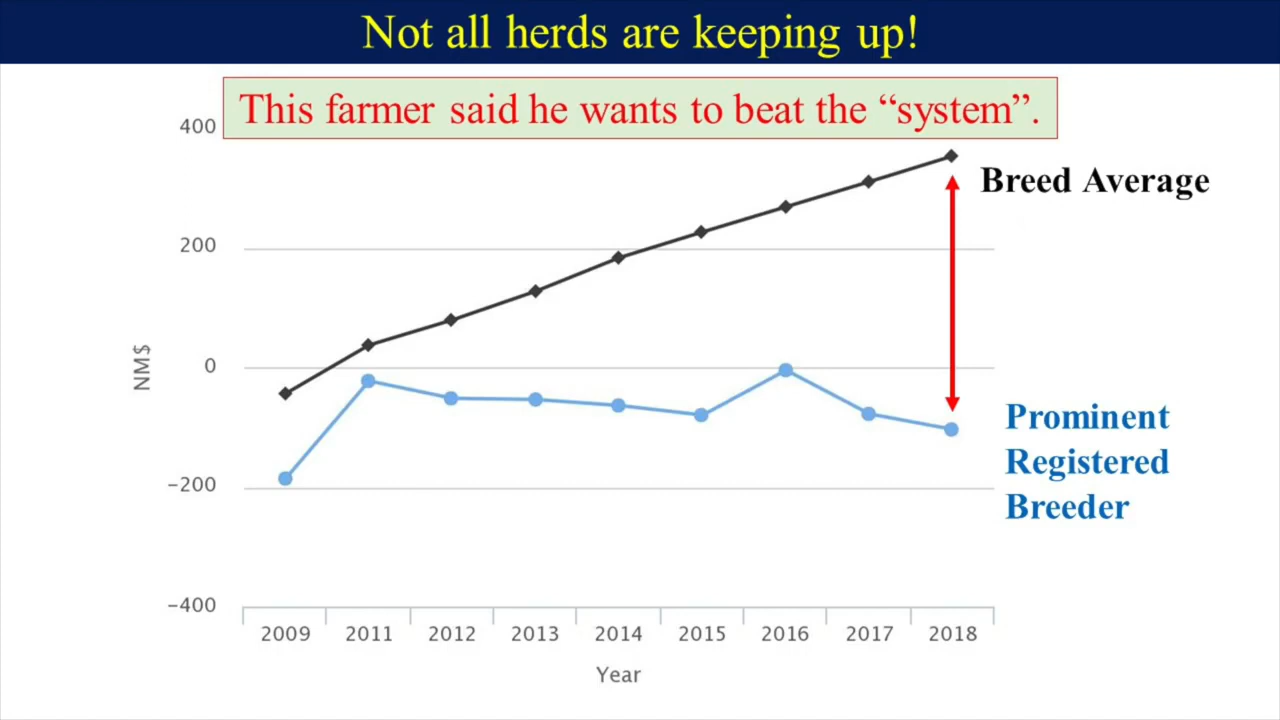 Not all herds are keeping up!
This farmer said he wants to beat the “system”.
400
200
0
−200
−400
NM$
Breed Average
Prominent
Registered
Breeder
2009 2011 2012 2013 2014 2015 2016 2017 2018
Year